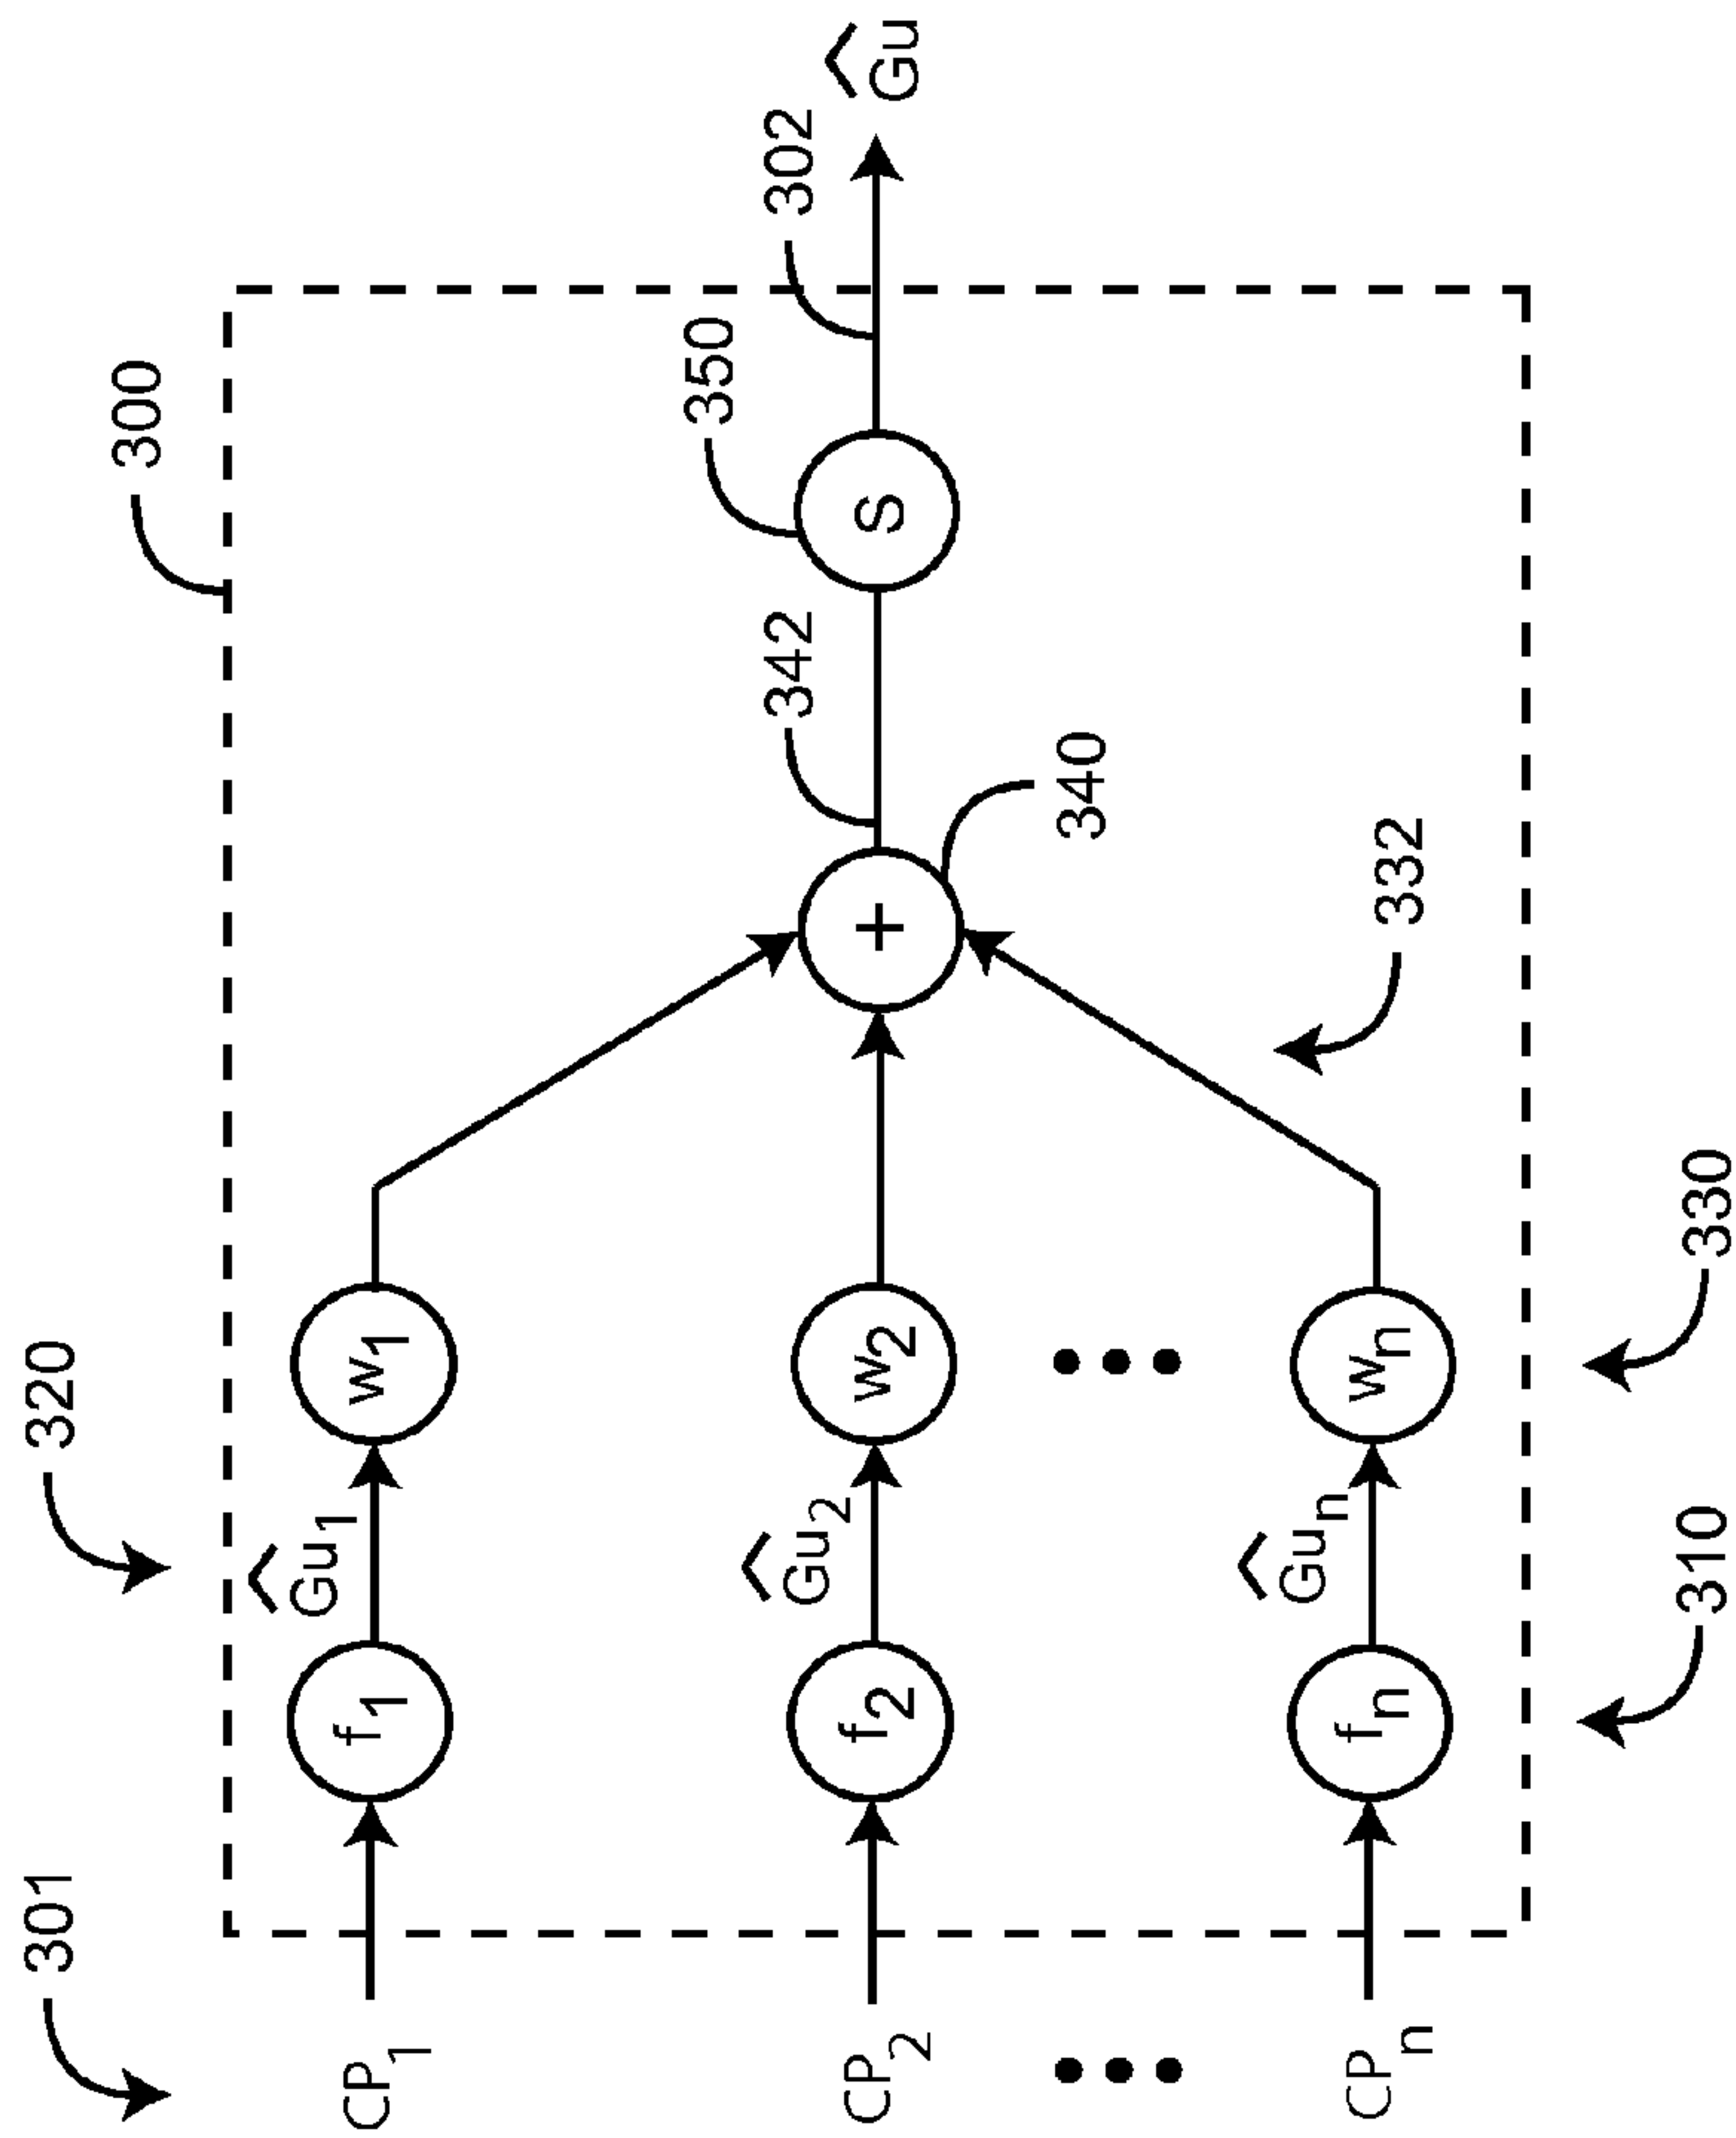 301
320
300
Ĝu₁
CP₁
f₁
w₁
350
342
302
Ĝu₂
CP₂
f₂
w₂
+
S
Ĝu
340
Ĝuₙ
CPₙ
fₙ
wₙ
332
310
330